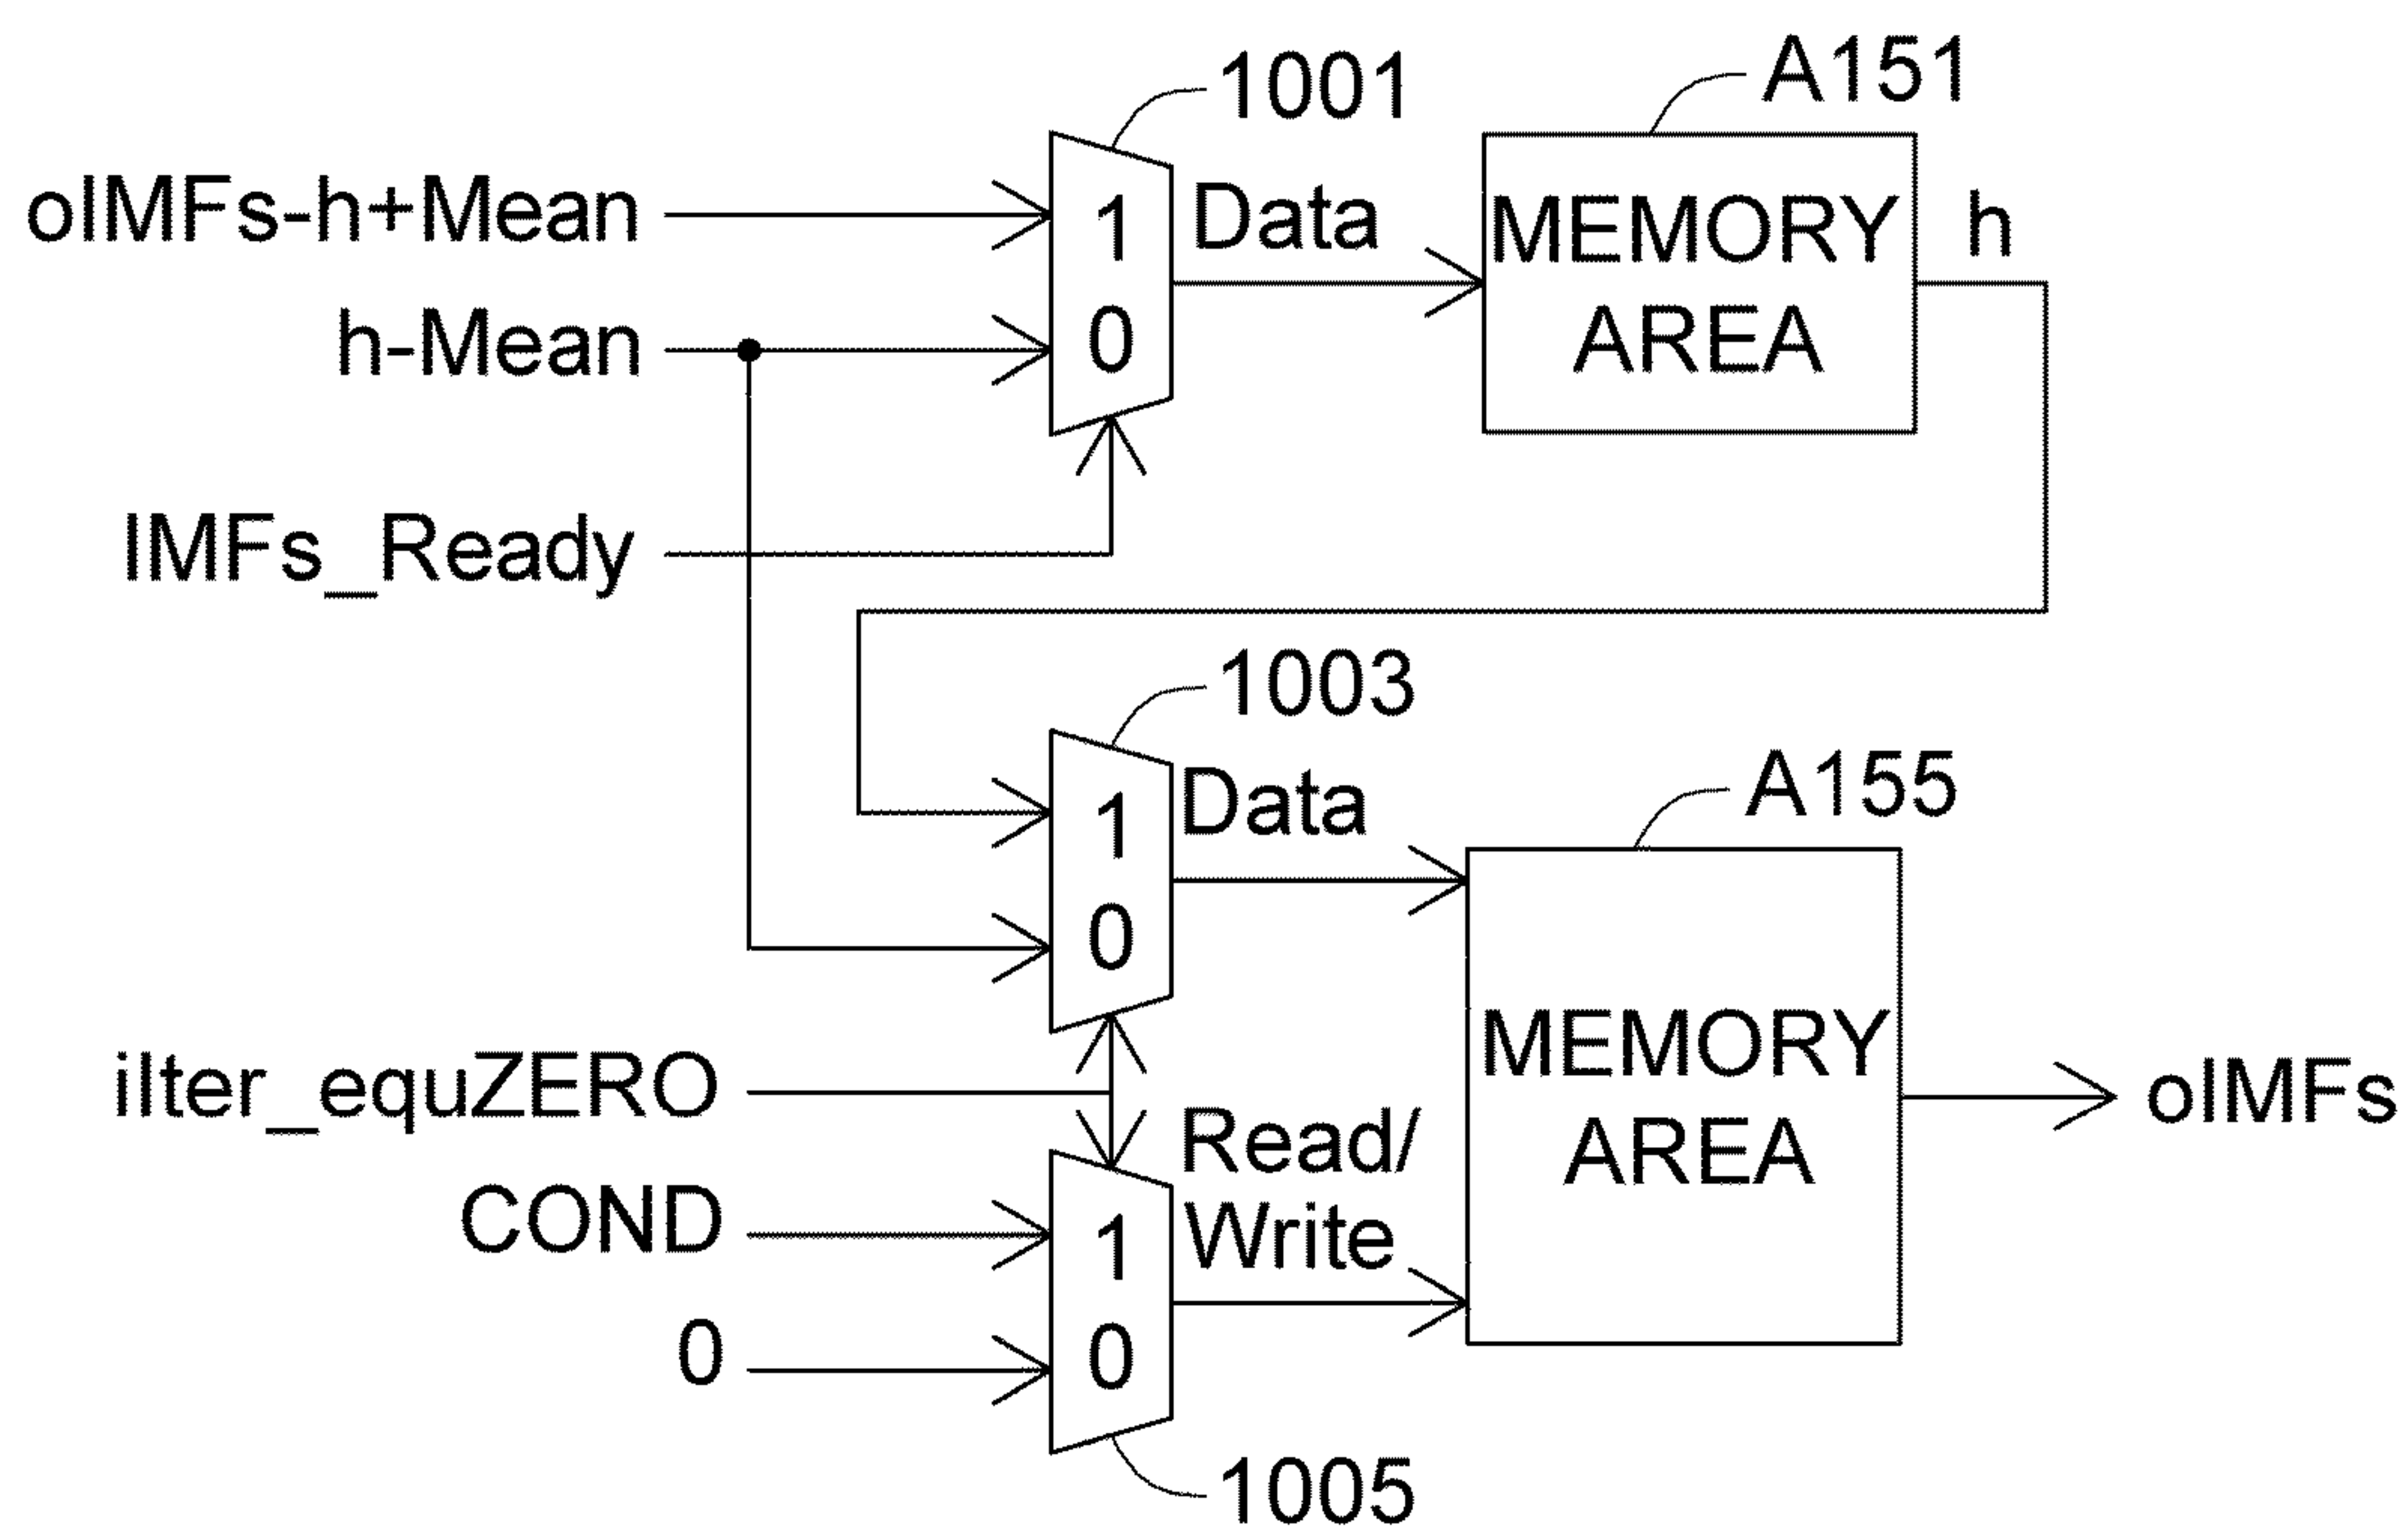 1001
A151
oIMFs-h+Mean
1
Data
MEMORY
AREA
h
h-Mean
0
IMFs_Ready
1003
1
Data
A155
0
MEMORY
AREA
oIMFs
iIter_equZERO
Read/
Write
COND
1
0
0
1005